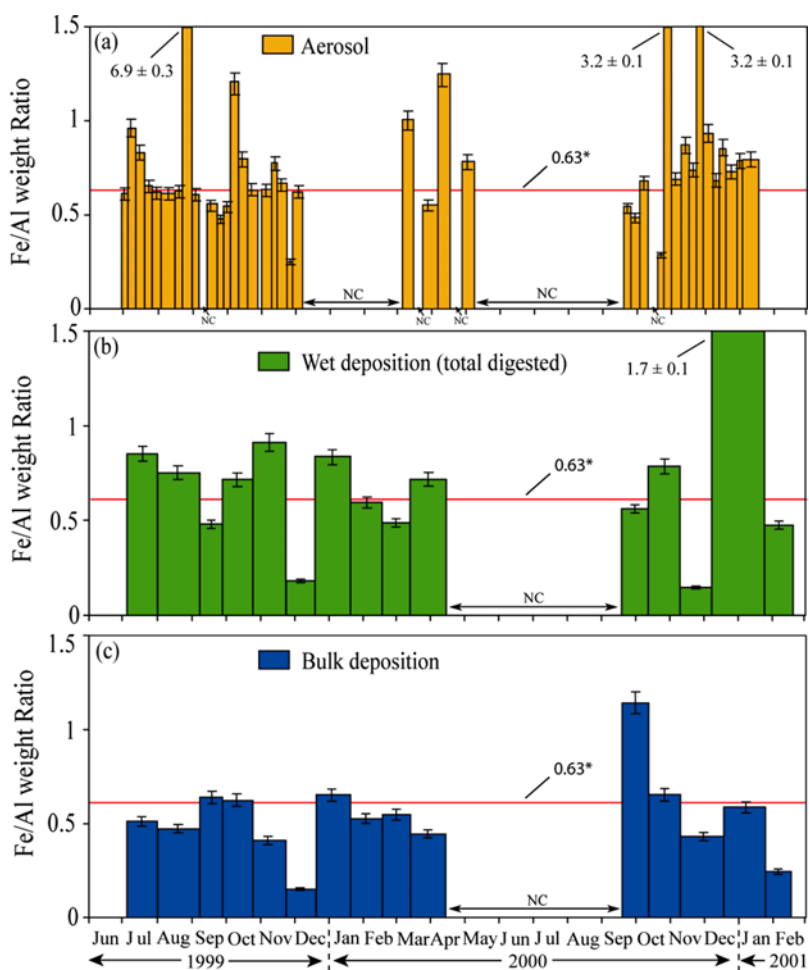 1.5
(a)
Aerosol
6.9 ± 0.3
3.2 ± 0.1
3.2 ± 0.1
1
0.63*
0.5
0
NC
NC
NC
NC
NC
NC
Fe/Al weight Ratio
1.5
(b)
Wet deposition (total digested)
1.7 ± 0.1
1
0.63*
0.5
0
NC
Fe/Al weight Ratio
1.5
(c)
Bulk deposition
1
0.63*
0.5
0
NC
Fe/Al weight Ratio
Jun Jul Aug Sep Oct Nov Dec Jan Feb Mar Apr May Jun Jul Aug Sep Oct Nov Dec Jan Feb
1999 2000 2001